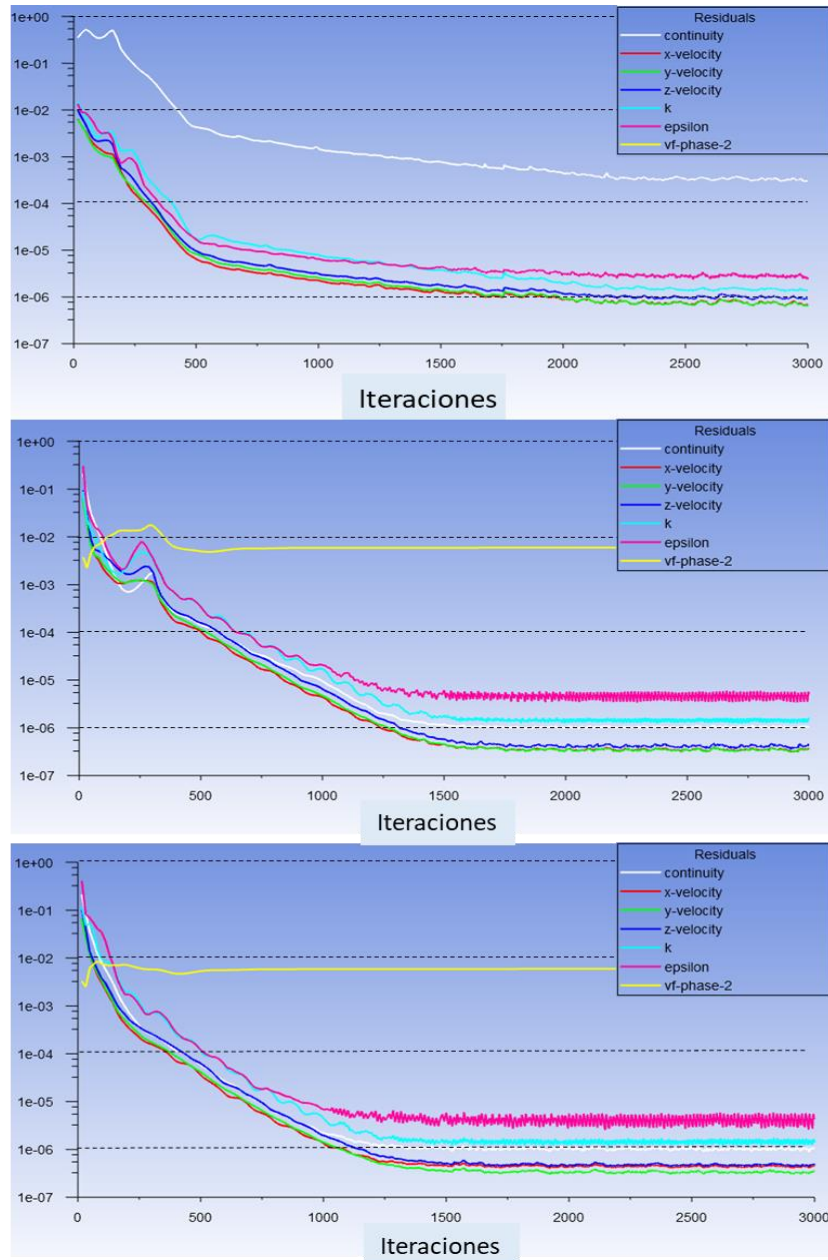 Residuals
continuity
x-velocity
y-velocity
z-velocity
k
epsilon
vf-phase-2
1e+00
1e-01
1e-02
1e-03
1e-04
1e-05
1e-06
1e-07
0 500 1000 1500 2000 2500 3000
Iteraciones
Residuals
continuity
x-velocity
y-velocity
z-velocity
k
epsilon
vf-phase-2
1e+00
1e-01
1e-02
1e-03
1e-04
1e-05
1e-06
1e-07
0 500 1000 1500 2000 2500 3000
Iteraciones
Residuals
continuity
x-velocity
y-velocity
z-velocity
k
epsilon
vf-phase-2
1e+00
1e-01
1e-02
1e-03
1e-04
1e-05
1e-06
1e-07
0 500 1000 1500 2000 2500 3000
Iteraciones